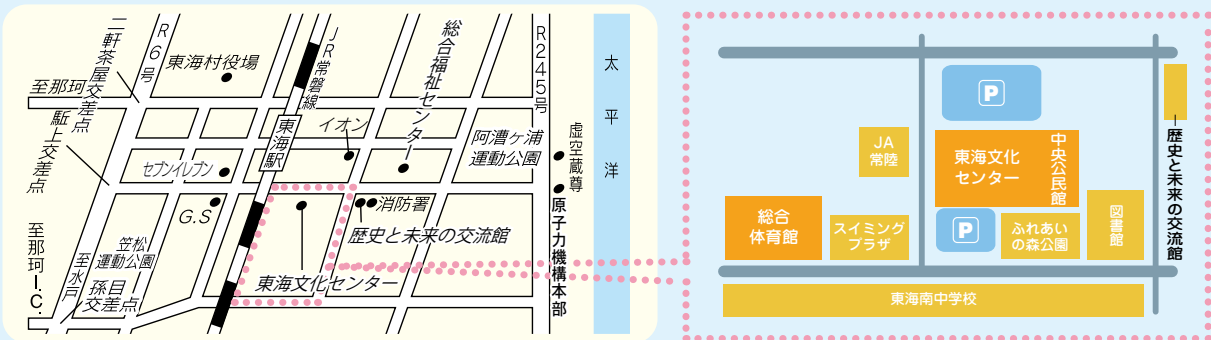 二軒茶屋交差点
R6号
東海村役場
JR常磐線
総合福祉センター
R245号
太平洋
至那珂
駈上交差点
東海駅
イオン
阿漕ヶ浦
運動公園
虚空蔵尊
セブンイレブン
G.S
消防署
歴史と未来の交流館
原子力機構本部
至那珂I.C.
至水戸
笠松
運動公園
孫目
交差点
東海文化センター
P
JA
常陸
東海文化
センター
中央公民館
歴史と未来の交流館
総合
体育館
スイミング
プラザ
P
ふれあい
の森公園
図書館
東海南中学校